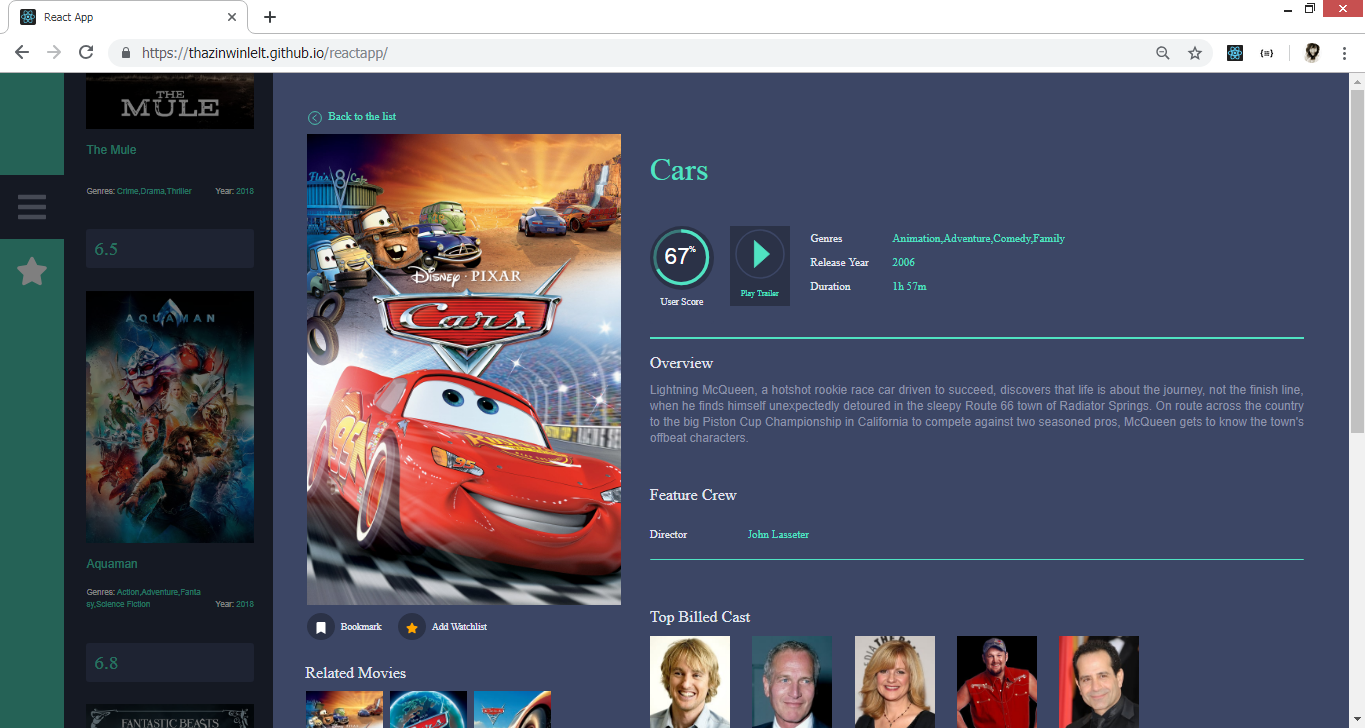 React App
https://thazinwinlelt.github.io/reactapp/
THE
MULE
The Mule
Genres: Crime,Drama,Thriller Year: 2018
6.5
AQUAMAN
Aquaman
Genres: Action,Adventure,Fanta
sy,Science Fiction Year: 2018
6.8
FANTASTIC BEASTS
Back to the list
Flo's V8 Cafe
Disney · PIXAR
Cars
95
Bookmark Add Watchlist
Related Movies
Cars
67%
User Score
Play Trailer
Genres Animation,Adventure,Comedy,Family
Release Year 2006
Duration 1h 57m
Overview
Lightning McQueen, a hotshot rookie race car driven to succeed, discovers that life is about the journey, not the finish line,
when he finds himself unexpectedly detoured in the sleepy Route 66 town of Radiator Springs. On route across the country
to the big Piston Cup Championship in California to compete against two seasoned pros, McQueen gets to know the town's
offbeat characters.
Feature Crew
Director John Lasseter
Top Billed Cast